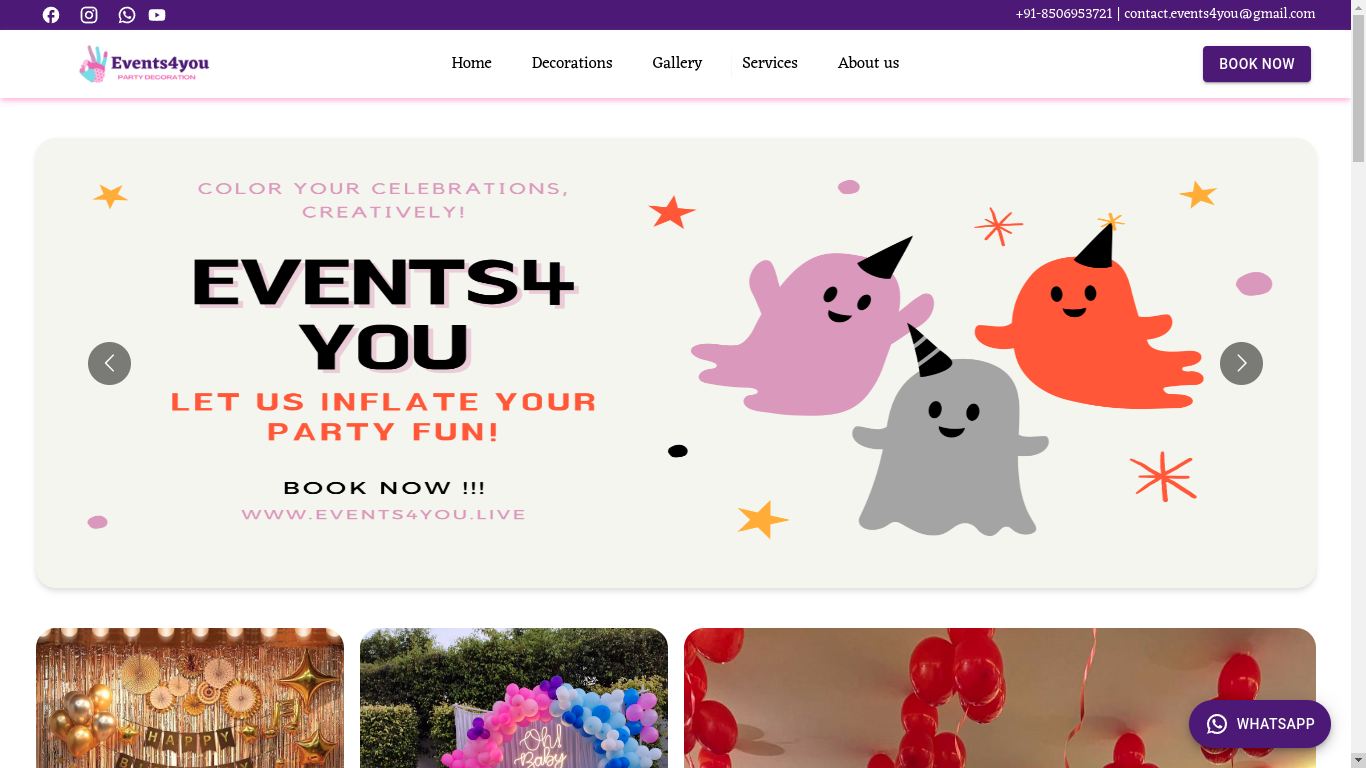 +91-8506953721 | contact.events4you@gmail.com
Events4you
PARTY DECORATION
Home
Decorations
Gallery
Services
About us
BOOK NOW
COLOR YOUR CELEBRATIONS,
CREATIVELY!
EVENTS4
YOU
LET US INFLATE YOUR
PARTY FUN!
BOOK NOW !!!
WWW.EVENTS4YOU.LIVE
HAPPY
Oh!
Baby
WHATSAPP